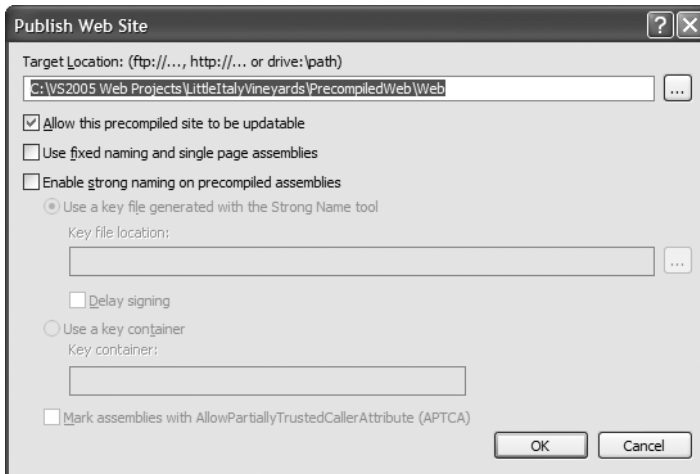 Publish Web Site
Target Location: (ftp://..., http://... or drive:\path)
C:\VS2005 Web Projects\LittleItalyVineyards\PrecompiledWeb\Web
...
Allow this precompiled site to be updatable
Use fixed naming and single page assemblies
Enable strong naming on precompiled assemblies
Use a key file generated with the Strong Name tool
Key file location:
...
Delay signing
Use a key container
Key container:
Mark assemblies with AllowPartiallyTrustedCallerAttribute (APTCA)
OK Cancel